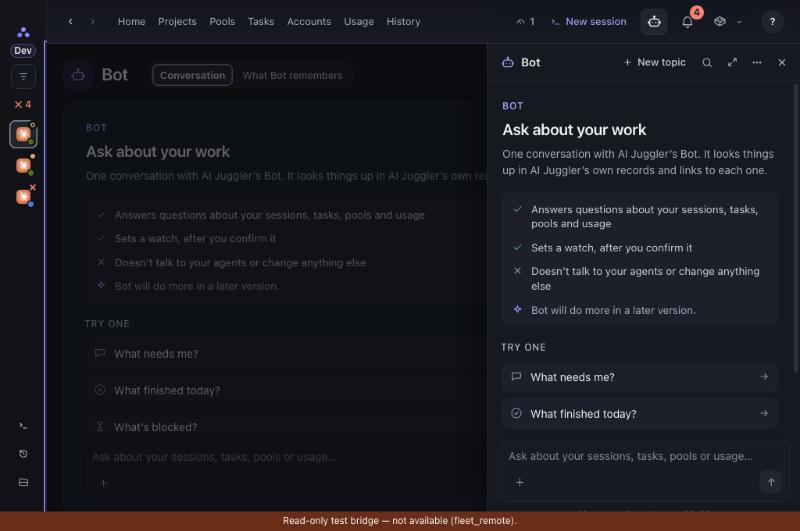 Home Projects Pools Tasks Accounts Usage History 1 New session 4 ?
Dev
4
Bot Conversation What Bot remembers
BOT
Ask about your work
One conversation with AI Juggler's Bot. It looks things up in AI Juggler's own rec
Answers questions about your sessions, tasks, pools and usage
Sets a watch, after you confirm it
Doesn't talk to your agents or change anything else
Bot will do more in a later version.
TRY ONE
What needs me?
What finished today?
What's blocked?
Ask about your sessions, tasks, pools or usage…
Bot + New topic
BOT
Ask about your work
One conversation with AI Juggler's Bot. It looks things
up in AI Juggler's own records and links to each one.
Answers questions about your sessions, tasks,
pools and usage
Sets a watch, after you confirm it
Doesn't talk to your agents or change anything
else
Bot will do more in a later version.
TRY ONE
What needs me?
What finished today?
Ask about your sessions, tasks, pools or usage…
Read-only test bridge — not available (fleet_remote).